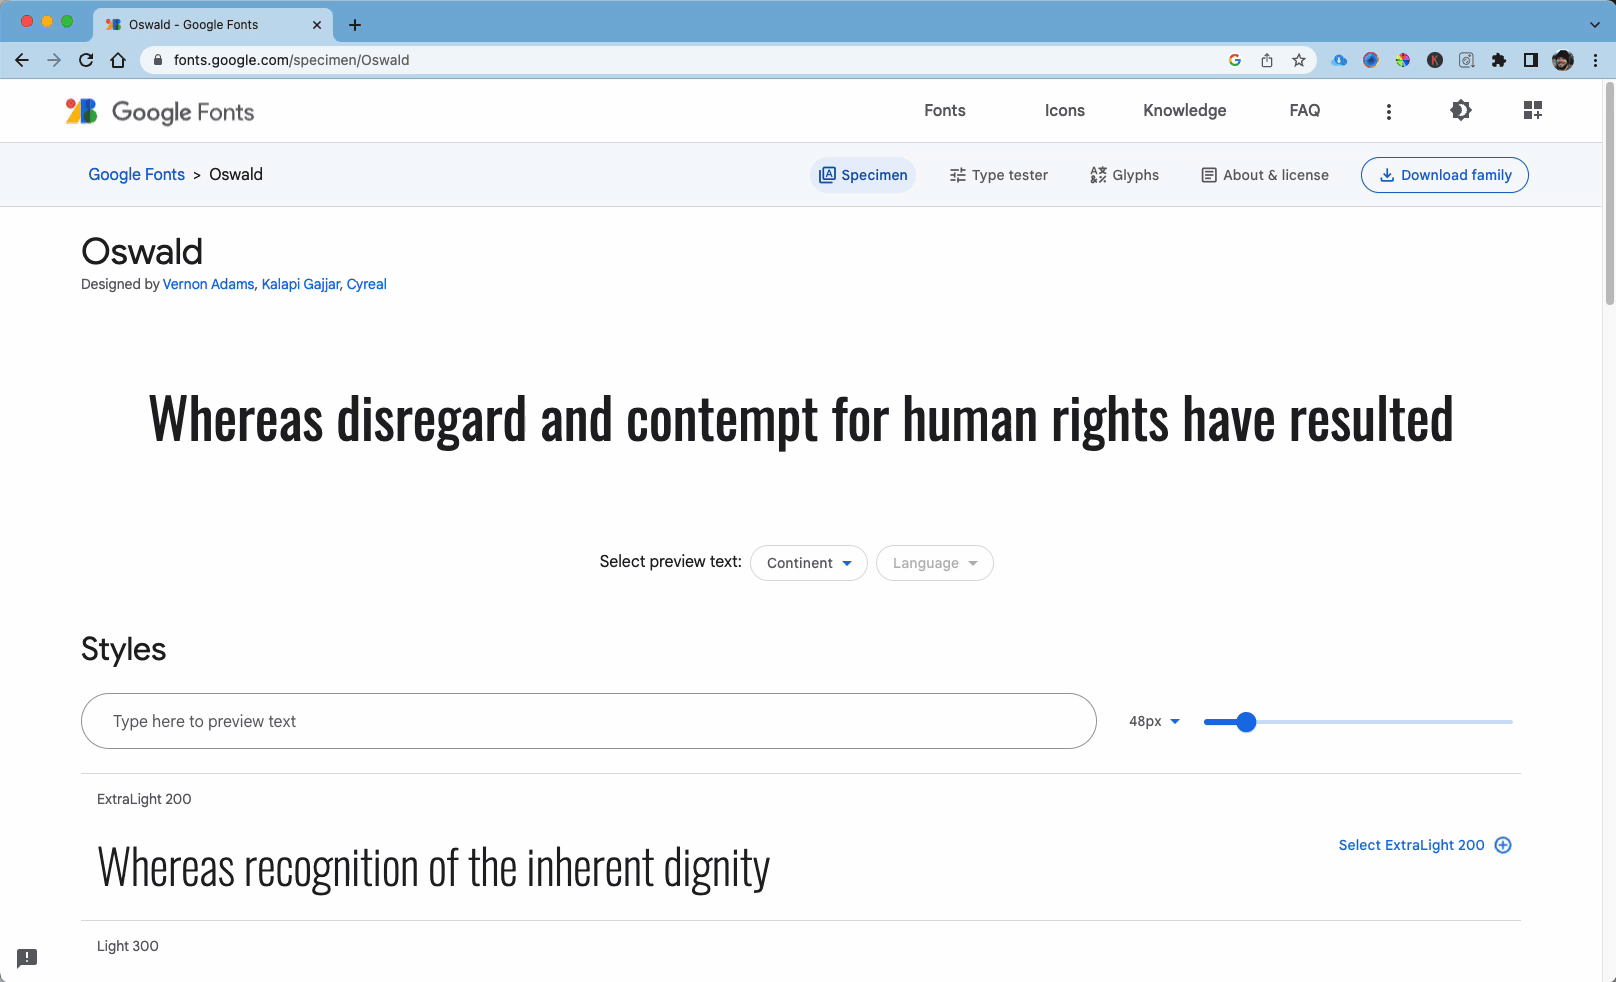 Oswald - Google Fonts
fonts.google.com/specimen/Oswald
Google Fonts
Fonts
Icons
Knowledge
FAQ
Google Fonts > Oswald
Specimen
Type tester
Glyphs
About & license
Download family
Oswald
Designed by Vernon Adams, Kalapi Gajjar, Cyreal
Whereas disregard and contempt for human rights have resulted
Select preview text:
Continent
Language
Styles
Type here to preview text
48px
ExtraLight 200
Whereas recognition of the inherent dignity
Select ExtraLight 200
Light 300